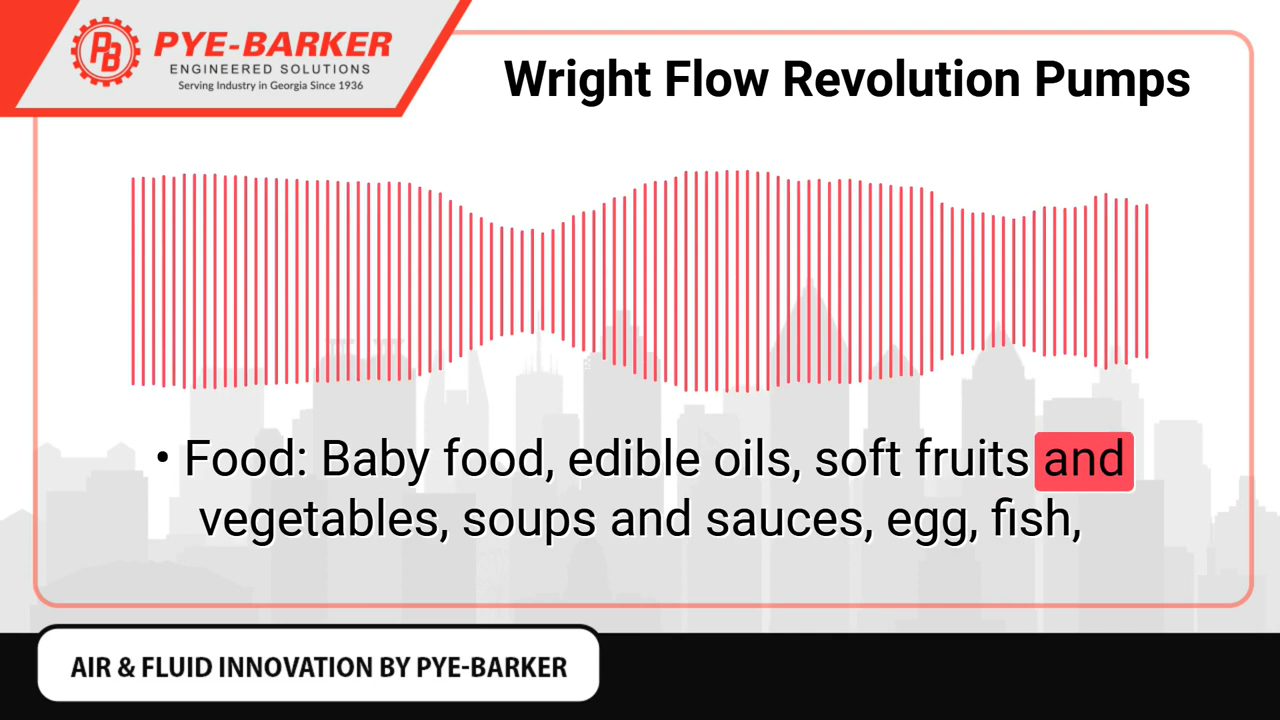 PB
PYE-BARKER
ENGINEERED SOLUTIONS
Serving Industry in Georgia Since 1936
Wright Flow Revolution Pumps
• Food: Baby food, edible oils, soft fruits and
vegetables, soups and sauces, egg, fish,
AIR & FLUID INNOVATION BY PYE-BARKER